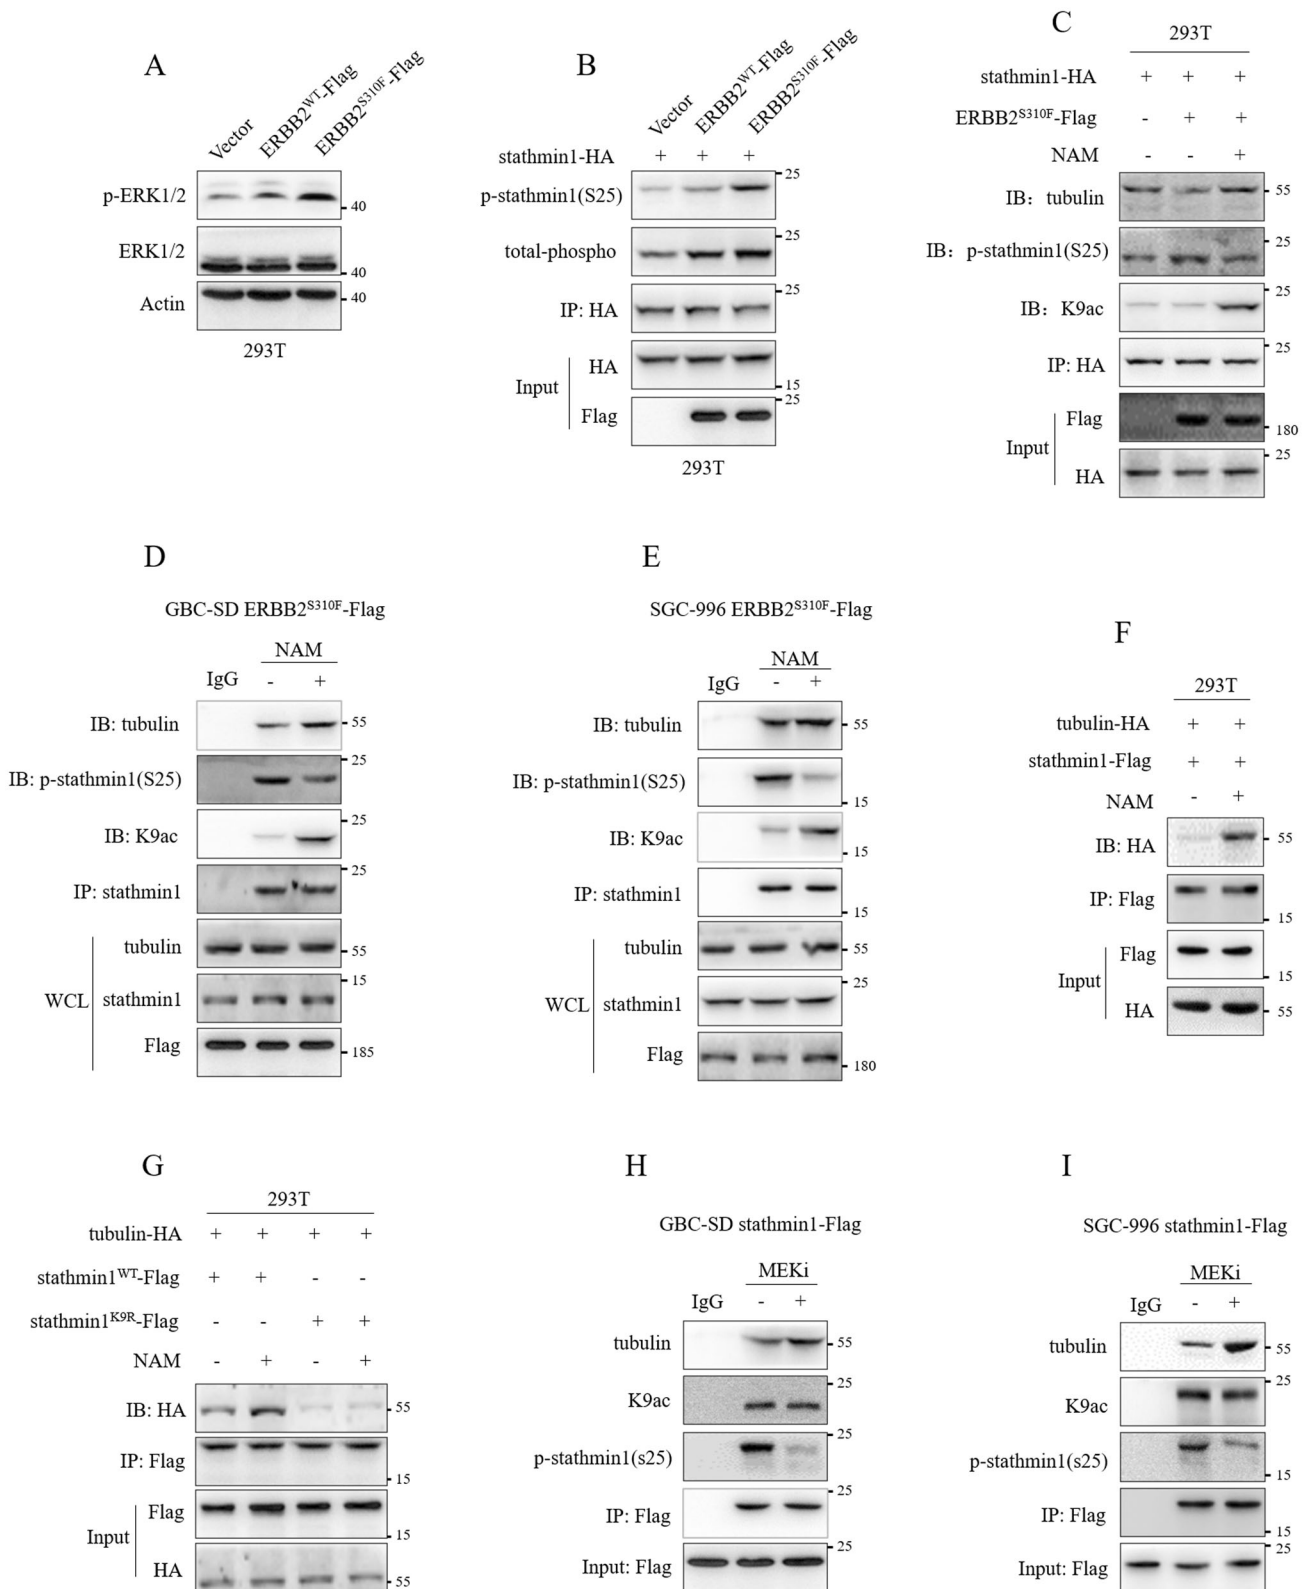 A
Vector
ERBB2WT-Flag
ERBB2S310F-Flag
p-ERK1/2
40
ERK1/2
40
Actin
40
293T
B
Vector
ERBB2WT-Flag
ERBB2S310F-Flag
stathmin1-HA + + +
p-stathmin1(S25)
25
total-phospho
25
IP: HA
25
Input
HA
15
Flag
25
293T
C
293T
stathmin1-HA + + +
ERBB2S310F-Flag - + +
NAM - - +
IB: tubulin
55
IB: p-stathmin1(S25)
25
IB: K9ac
25
IP: HA
25
Input
Flag
180
HA
25
D
GBC-SD ERBB2S310F-Flag
NAM
IgG - +
IB: tubulin
55
IB: p-stathmin1(S25)
25
IB: K9ac
25
IP: stathmin1
25
WCL
tubulin
55
stathmin1
15
Flag
185
E
SGC-996 ERBB2S310F-Flag
NAM
IgG - +
IB: tubulin
55
IB: p-stathmin1(S25)
15
IB: K9ac
15
IP: stathmin1
15
WCL
tubulin
55
stathmin1
25
Flag
180
F
293T
tubulin-HA + +
stathmin1-Flag + +
NAM - +
IB: HA
55
IP: Flag
15
Input
Flag
15
HA
55
G
293T
tubulin-HA + + + +
stathmin1WT-Flag + + - -
stathmin1K9R-Flag - - + +
NAM - + - +
IB: HA
55
IP: Flag
15
Input
Flag
15
HA
55
H
GBC-SD stathmin1-Flag
MEKi
IgG - +
tubulin
55
K9ac
25
p-stathmin1(s25)
25
IP: Flag
25
Input: Flag
25
I
SGC-996 stathmin1-Flag
MEKi
IgG - +
tubulin
55
K9ac
25
p-stathmin1(s25)
15
IP: Flag
15
Input: Flag
25